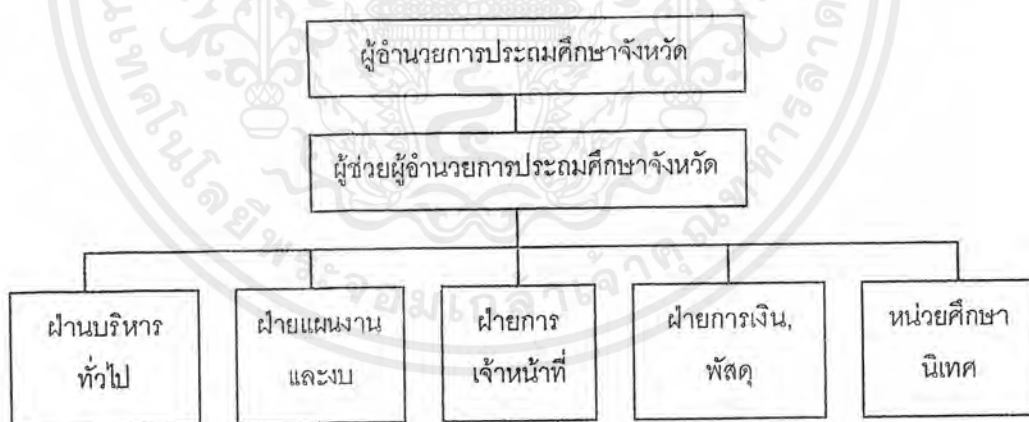 ผู้อำนวยการประถมศึกษาจังหวัด
ผู้ช่วยผู้อำนวยการประถมศึกษาจังหวัด
ฝ่านบริหาร
ทั่วไป
ฝ่ายแผนงาน
และงบ
ฝ่ายการ
เจ้าหน้าที่
ฝ่ายการเงิน,
พัสดุ
หน่วยศึกษา
นิเทศ